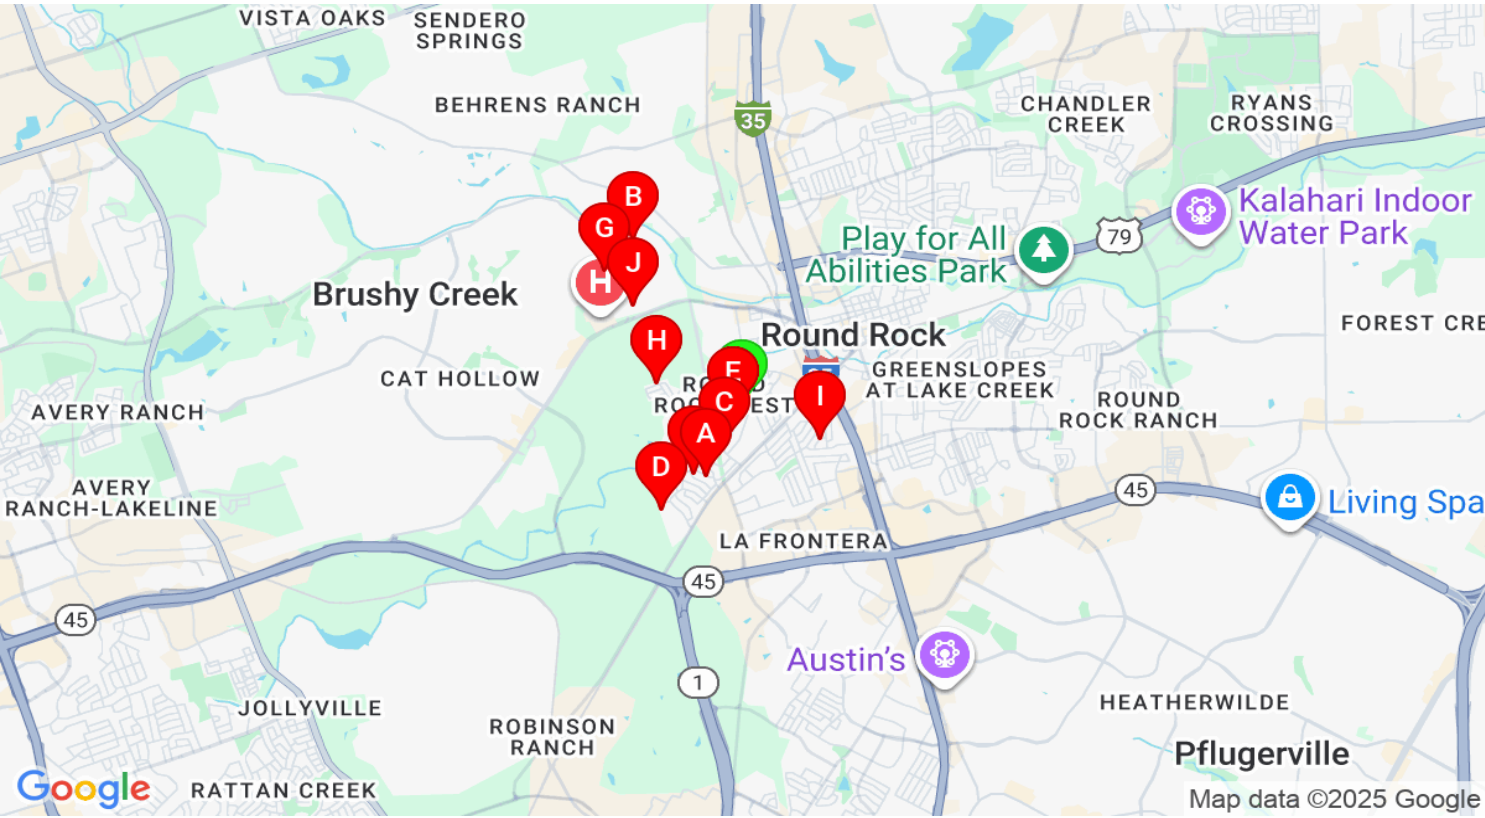 VISTA OAKS
SENDERO
SPRINGS
BEHRENS RANCH
35
CHANDLER
CREEK
RYANS
CROSSING
B
G
J
H
Brushy Creek
Kalahari Indoor
Water Park
79
Play for All
Abilities Park
FOREST CRE
H
Round Rock
GREENSLOPES
AT LAKE CREEK
CAT HOLLOW
C
I
A
D
AVERY RANCH
ROUND
ROCK RANCH
AVERY
RANCH-LAKELINE
45
Living Spa
LA FRONTERA
45
45
Austin's
1
JOLLYVILLE
ROBINSON
RANCH
HEATHERWILDE
Pflugerville
RATTAN CREEK
Google
Map data ©2025 Google